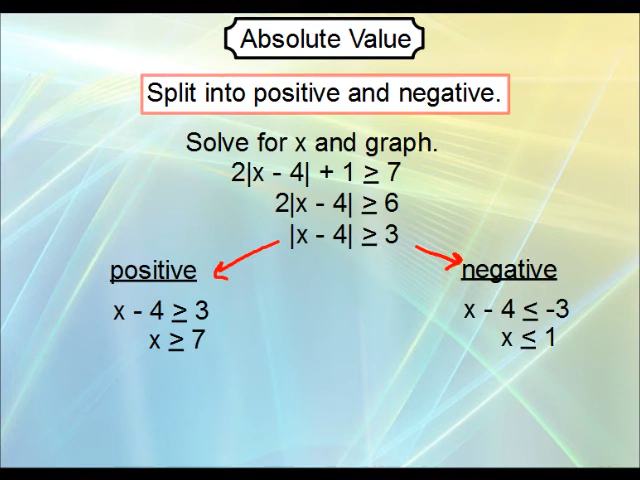 Absolute Value
Split into positive and negative.
Solve for x and graph.
2|x - 4| + 1 ≥ 7
2|x - 4| ≥ 6
|x - 4| ≥ 3
positive
x - 4 ≥ 3
x ≥ 7
negative
x - 4 ≤ -3
x ≤ 1